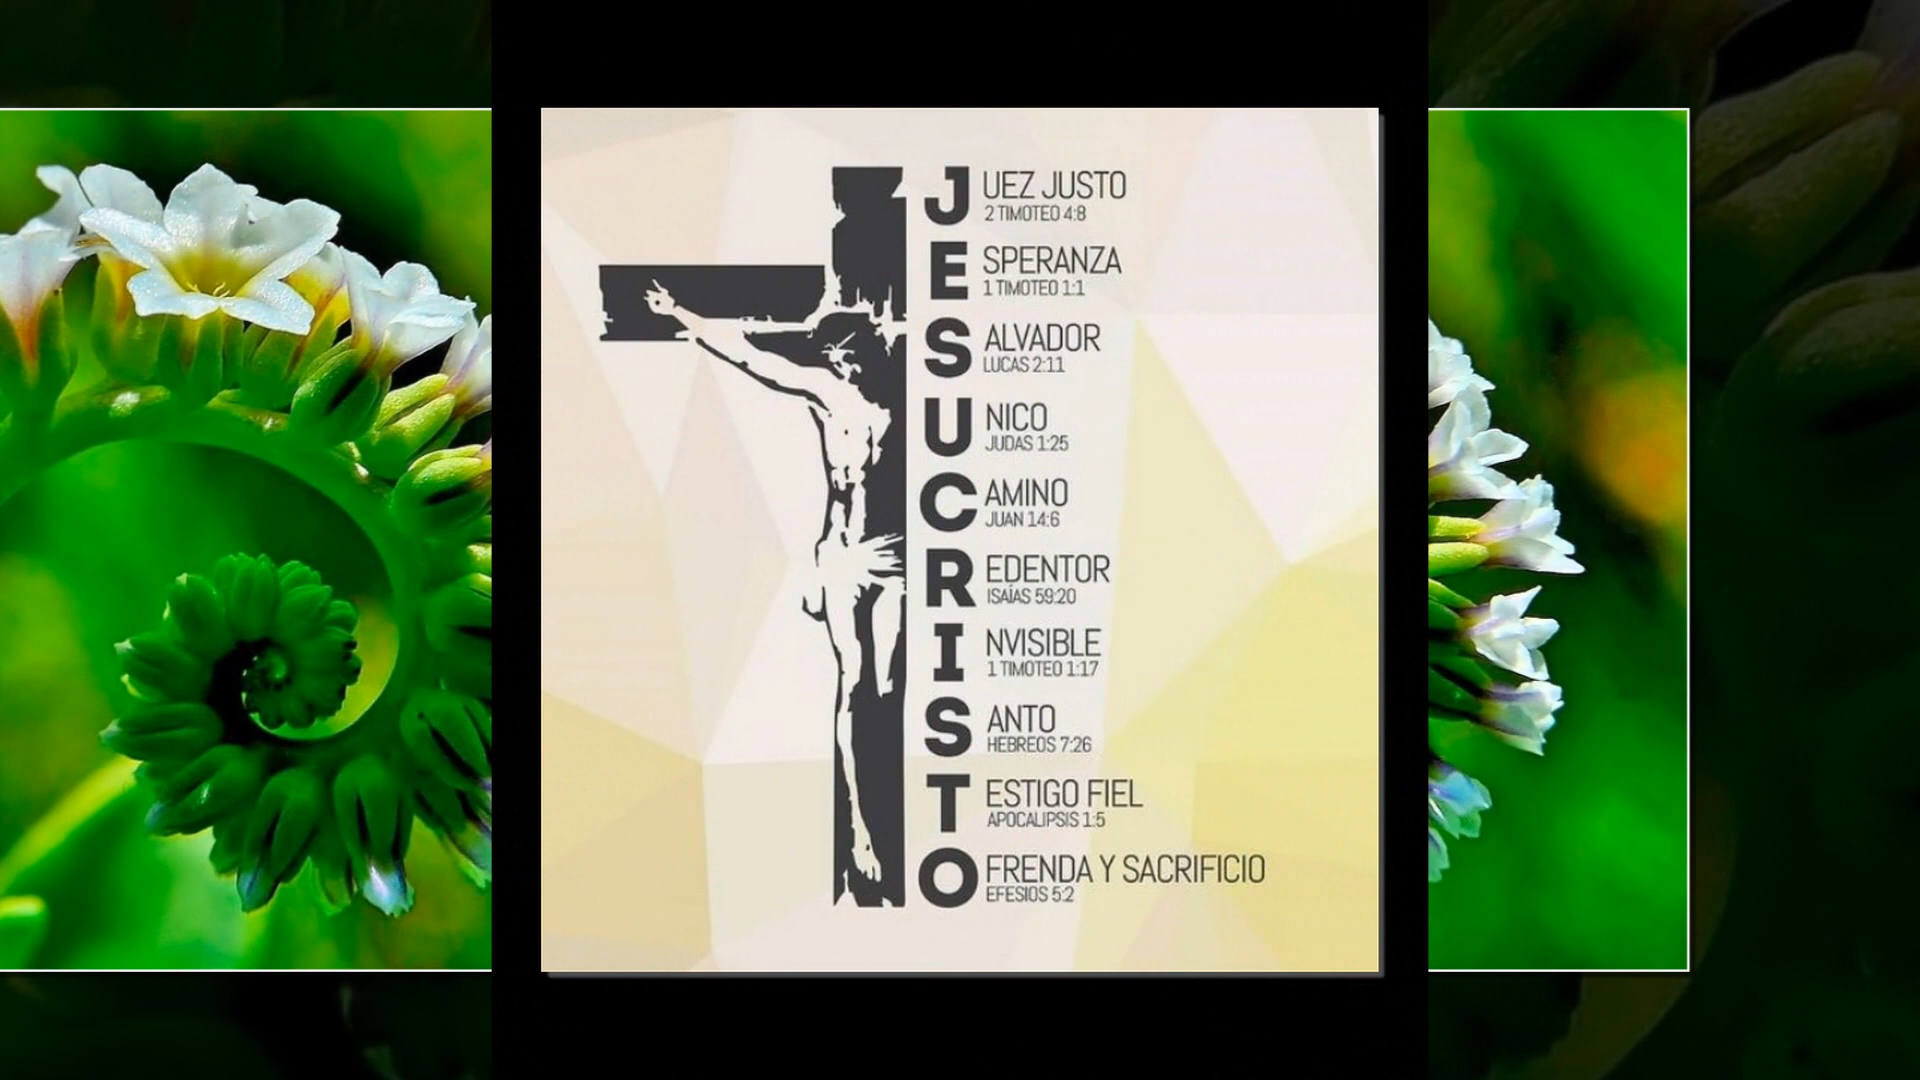 JUEZ JUSTO
2 TIMOTEO 4:8
ESPERANZA
1 TIMOTEO 1:1
SALVADOR
LUCAS 2:11
UNICO
JUDAS 1:25
CAMINO
JUAN 14:6
REDENTOR
ISAÍAS 59:20
INVISIBLE
1 TIMOTEO 1:17
SANTO
HEBREOS 7:26
TESTIGO FIEL
APOCALIPSIS 1:5
OFRENDA Y SACRIFICIO
EFESIOS 5:2